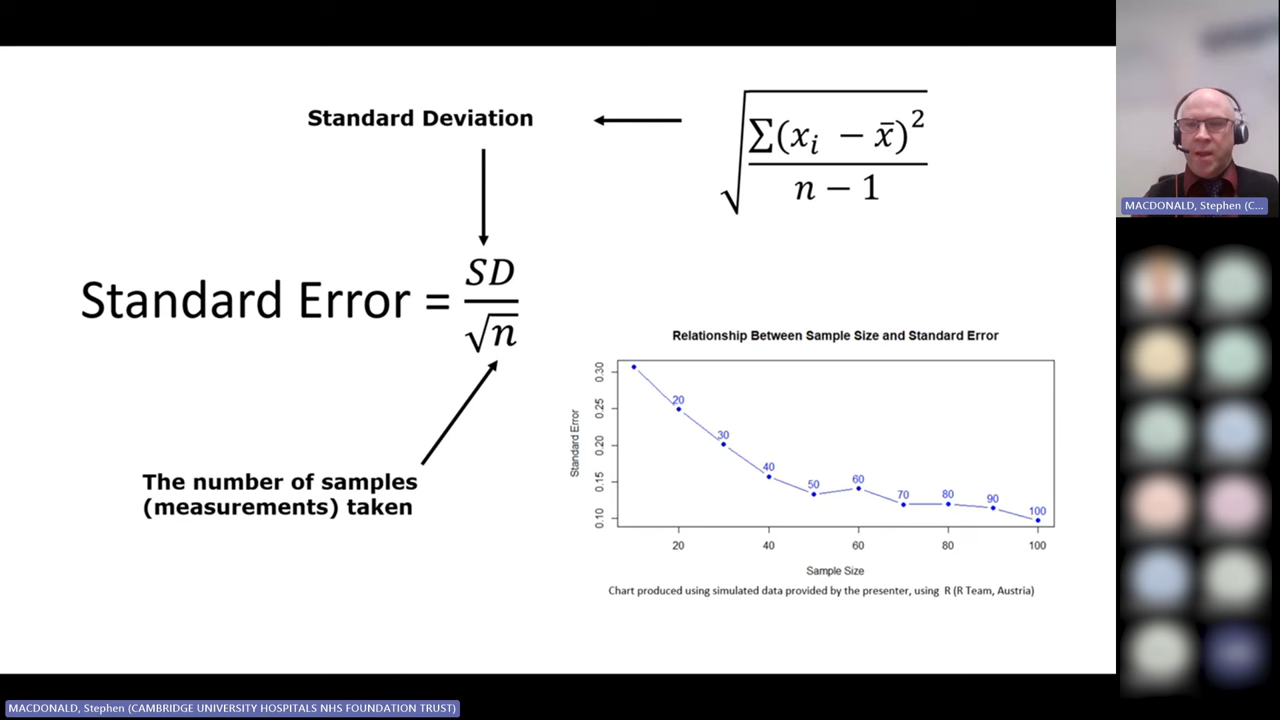 Standard Deviation
√(∑(xᵢ − x̄)² / (n − 1))
Standard Error = SD / √n
The number of samples
(measurements) taken
Relationship Between Sample Size and Standard Error
Standard Error
0.10 0.15 0.20 0.25 0.30
20 30 40 50 60 70 80 90 100
20 40 60 80 100
Sample Size
Chart produced using simulated data provided by the presenter, using R (R Team, Austria)
MACDONALD, Stephen (C...
MACDONALD, Stephen (CAMBRIDGE UNIVERSITY HOSPITALS NHS FOUNDATION TRUST)